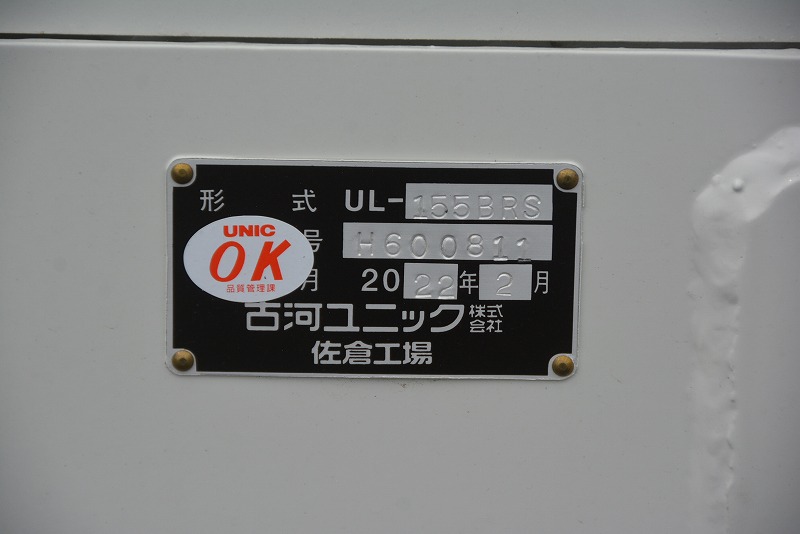 形 式 UL-155BRS
号 H600811
月 2022年2月
UNIC
OK
品質管理課
古河ユニック株式会社
佐倉工場